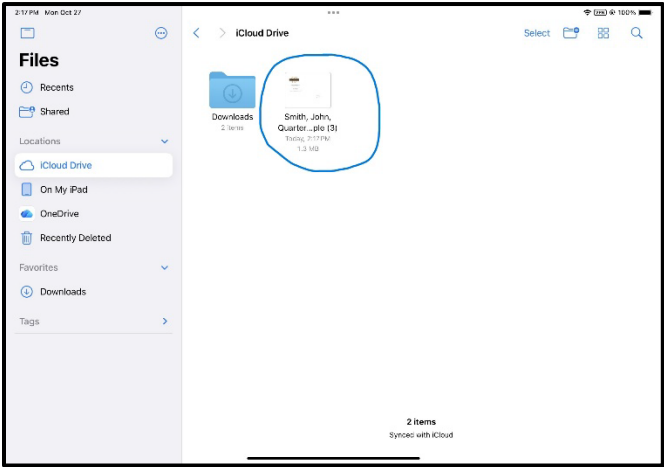 2:17 PM Mon Oct 27
100%
iCloud Drive
Select
Files
Recents
Shared
Locations
iCloud Drive
On My iPad
OneDrive
Recently Deleted
Favorites
Downloads
Tags
Downloads
2 items
Smith, John,
Quarter...ple (3)
Today, 2:17 PM
1.3 MB
2 items
Synced with iCloud